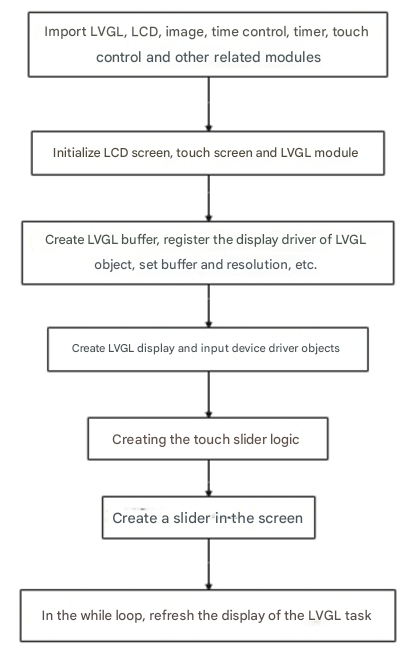 Import LVGL, LCD, image, time control, timer, touch
control and other related modules
Initialize LCD screen, touch screen and LVGL module
Create LVGL buffer, register the display driver of LVGL
object, set buffer and resolution, etc.
Create LVGL display and input device driver objects
Creating the touch slider logic
Create a slider in the screen
In the while loop, refresh the display of the LVGL task